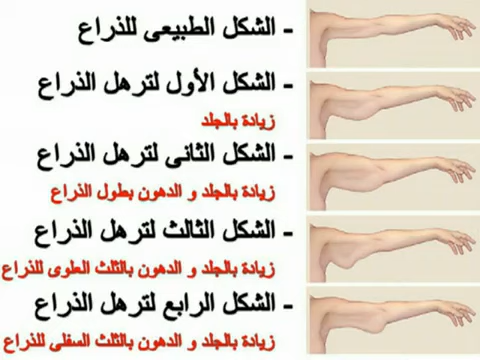 - الشكل الطبيعى للذراع
- الشكل الأول لترهل الذراع
زيادة بالجلد
- الشكل الثانى لترهل الذراع
زيادة بالجلد و الدهون بطول الذراع
- الشكل الثالث لترهل الذراع
زيادة بالجلد و الدهون بالثلث العلوى للذراع
- الشكل الرابع لترهل الذراع
زيادة بالجلد و الدهون بالثلث السفلى للذراع